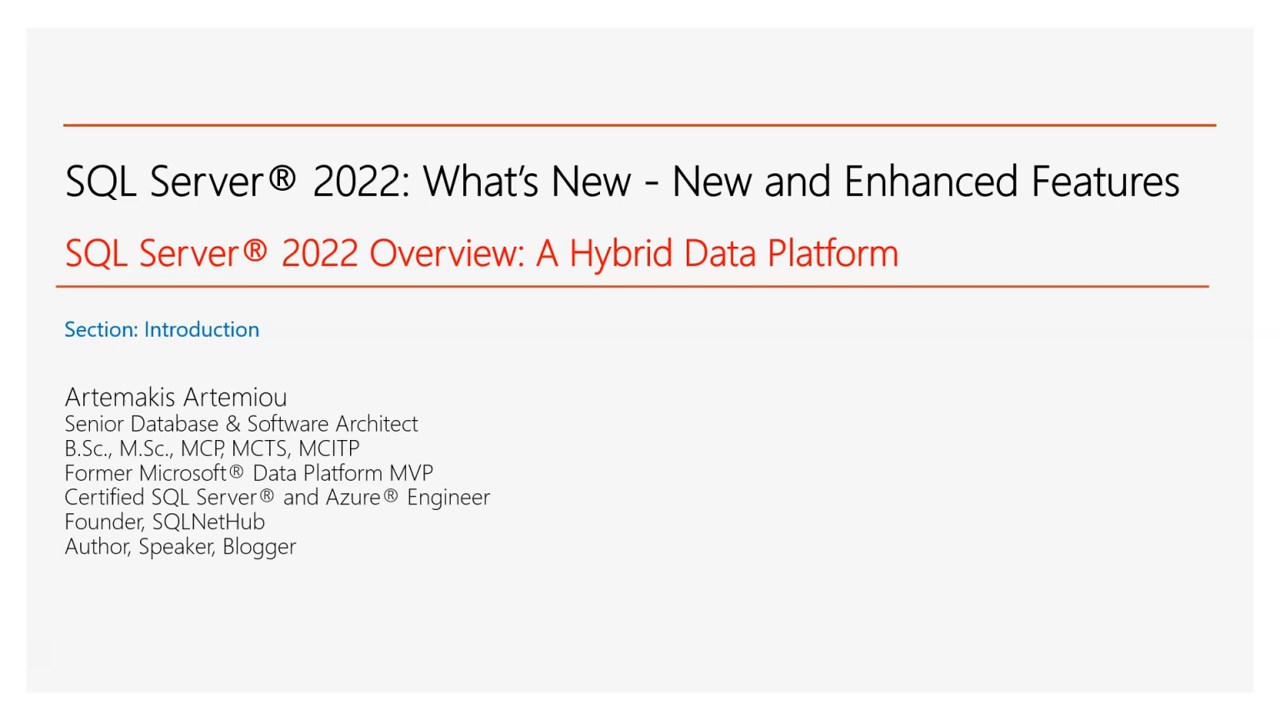 SQL Server® 2022: What’s New - New and Enhanced Features
SQL Server® 2022 Overview: A Hybrid Data Platform
Section: Introduction
Artemakis Artemiou
Senior Database & Software Architect
B.Sc., M.Sc., MCP, MCTS, MCITP
Former Microsoft® Data Platform MVP
Certified SQL Server® and Azure® Engineer
Founder, SQLNetHub
Author, Speaker, Blogger